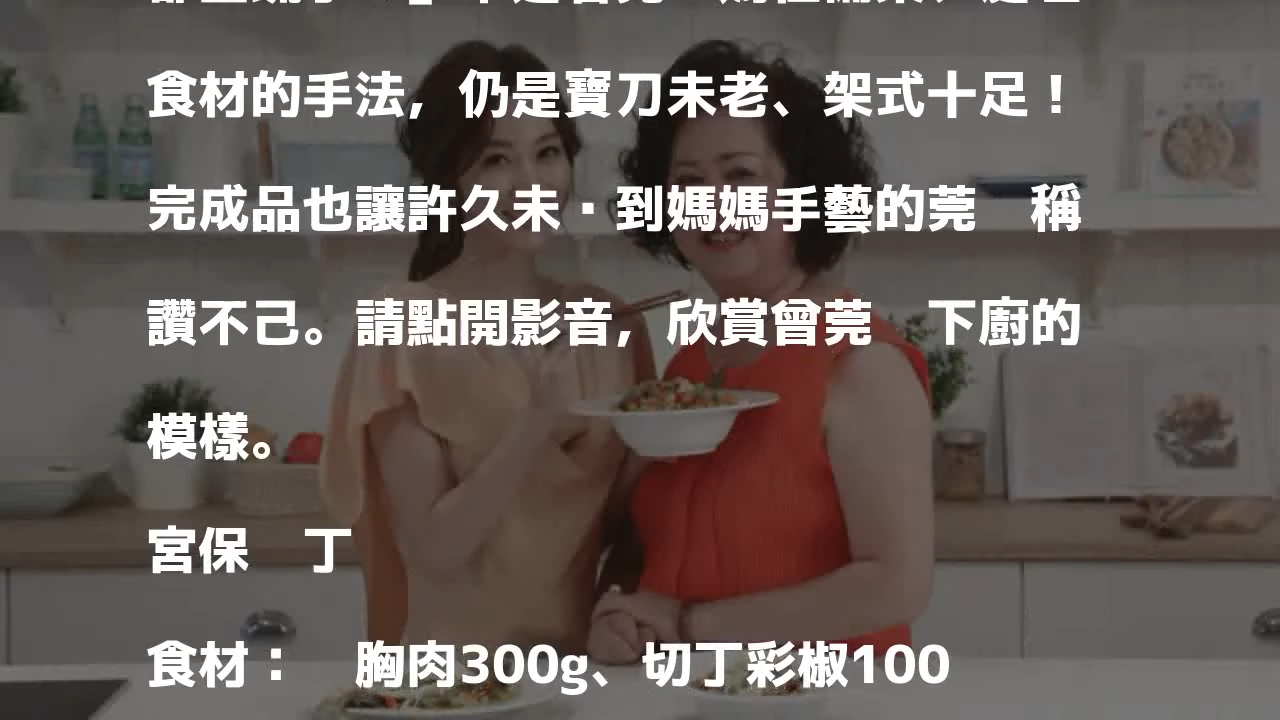 食材的手法，仍是寶刀未老、架式十足！
完成品也讓許久未·到媽媽手藝的莞　稱
讚不己。請點開影音，欣賞曾莞　下廚的
模樣。
宮保　丁
食材：　胸肉300g、切丁彩椒100